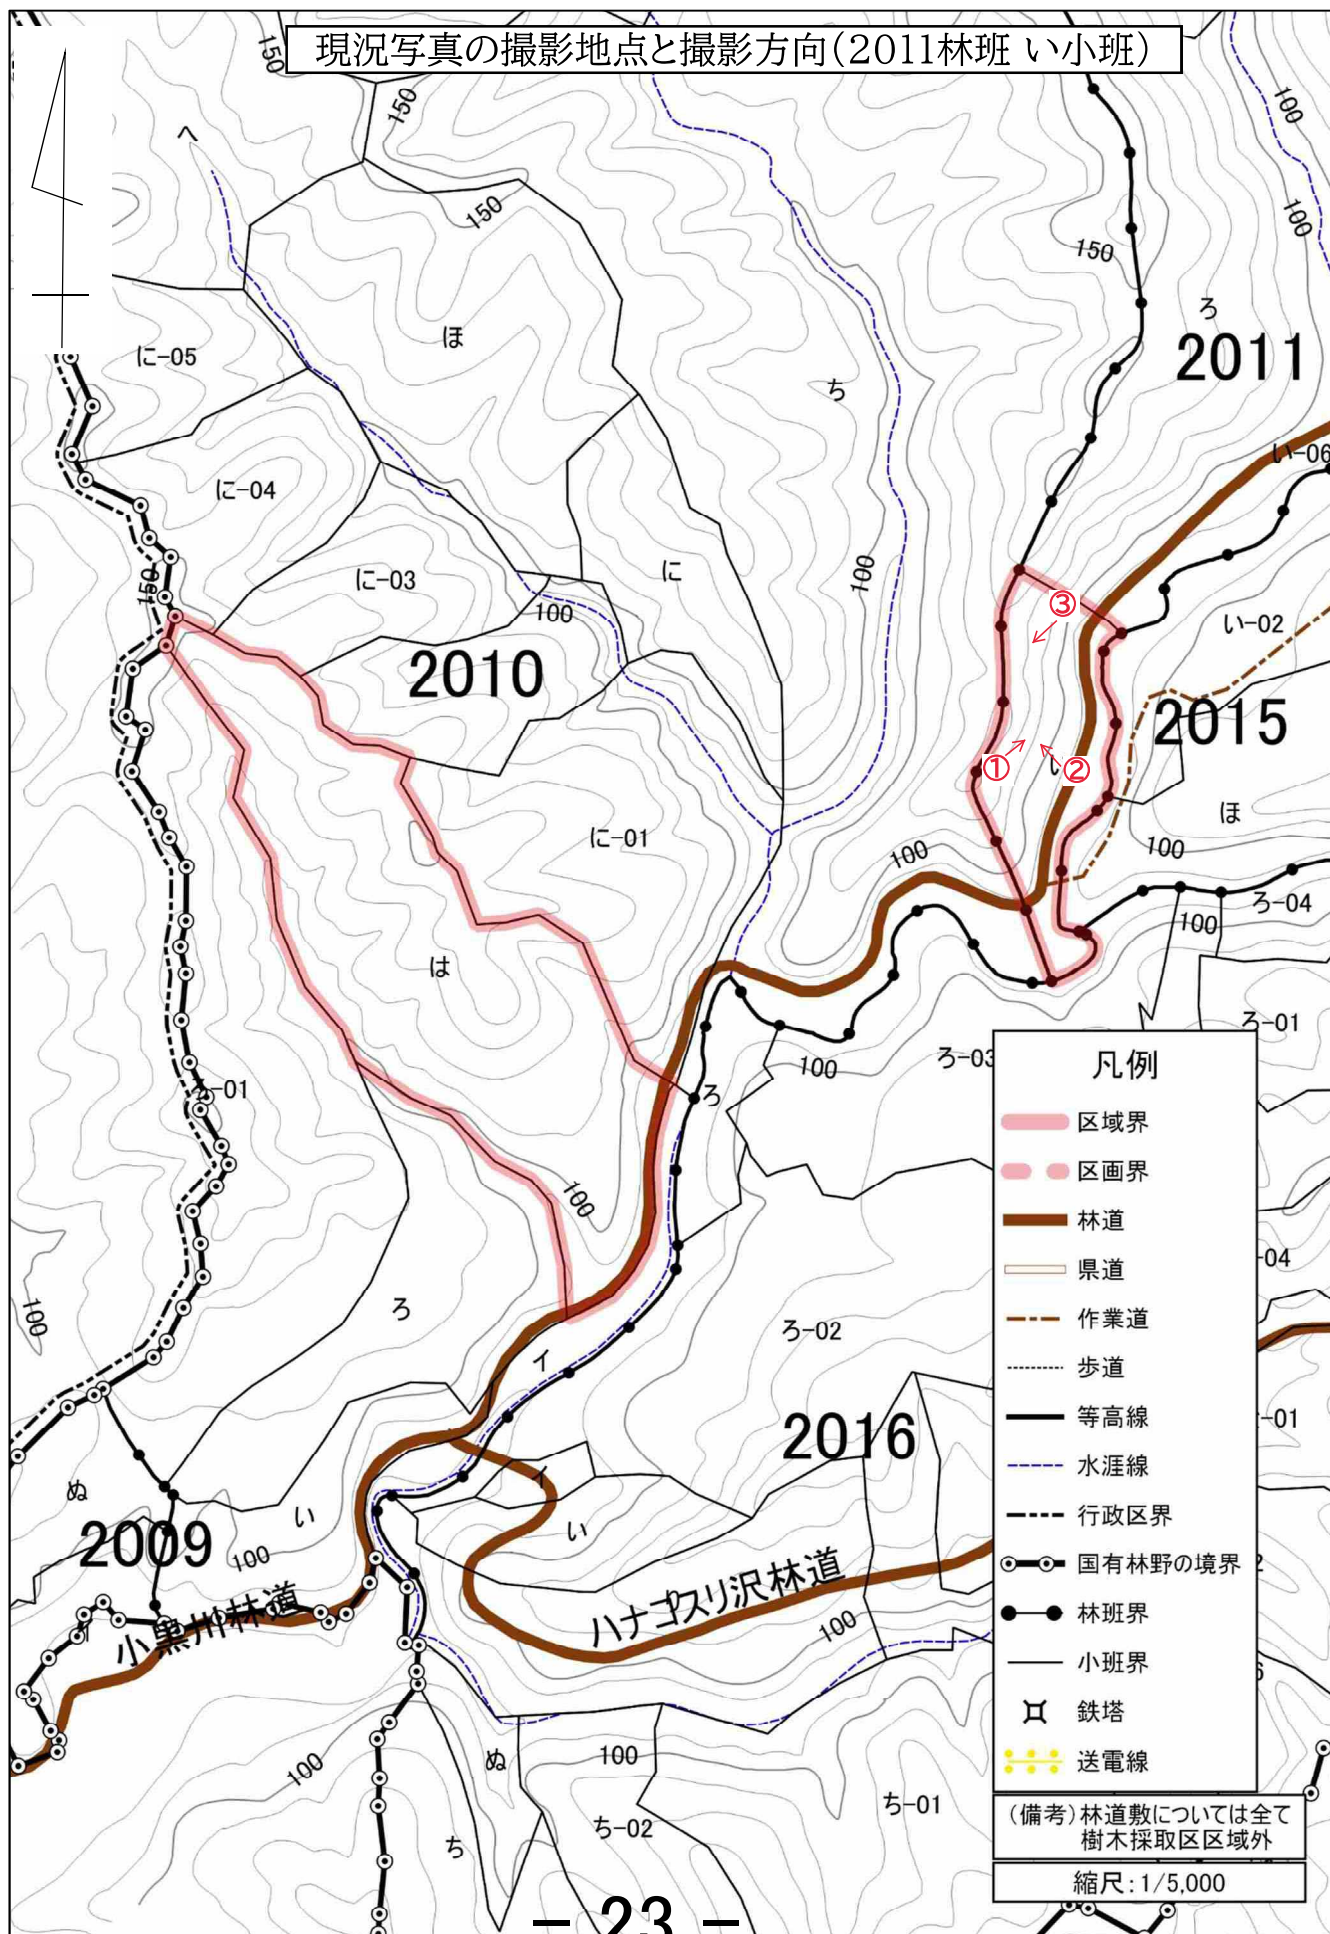 現況写真の撮影地点と撮影方向(2011林班 い小班)
150
150
100
へ
150
100
150
ろ
に-05
ほ
2011
ち
い-06
に-04
100
150
に-03
に
100
③
い-02
2010
2015
①
い
②
ほ
に-01
100
100
ろ-04
100
は
ろ-01
ろ-03
100
ろ-01
ろ
100
100
ろ
ろ-02
イ
2016
イ
ぬ
い
い
2009
100
ハナゴスリ沢林道
小黒川林道
100
100
ぬ
100
ち-01
ち-02
ち
凡例
区域界
区画界
林道
県道
作業道
歩道
等高線
水涯線
行政区界
国有林野の境界
林班界
小班界
鉄塔
送電線
-04
-01
(備考)林道敷については全て
樹木採取区区域外
縮尺:1/5,000
- 23 -